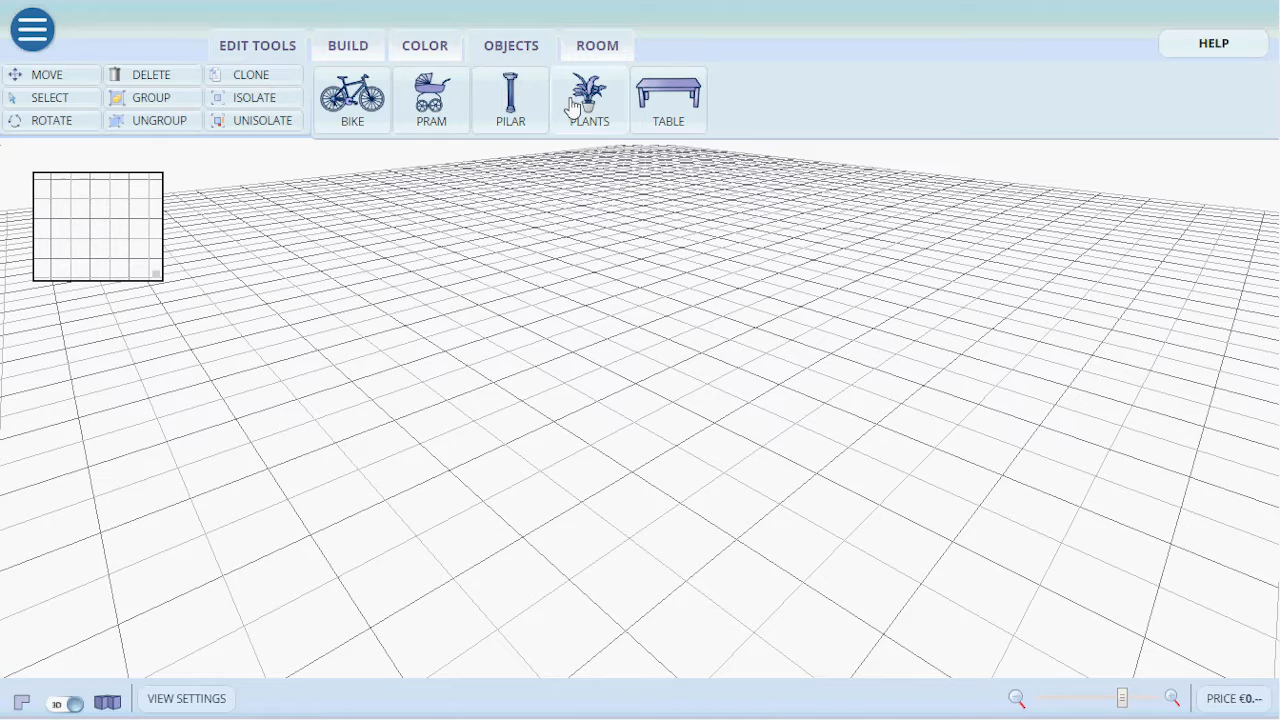 EDIT TOOLS BUILD COLOR OBJECTS ROOM HELP
MOVE DELETE CLONE
SELECT GROUP ISOLATE
ROTATE UNGROUP UNISOLATE
BIKE PRAM PILAR PLANTS TABLE
3D VIEW SETTINGS PRICE €0.--